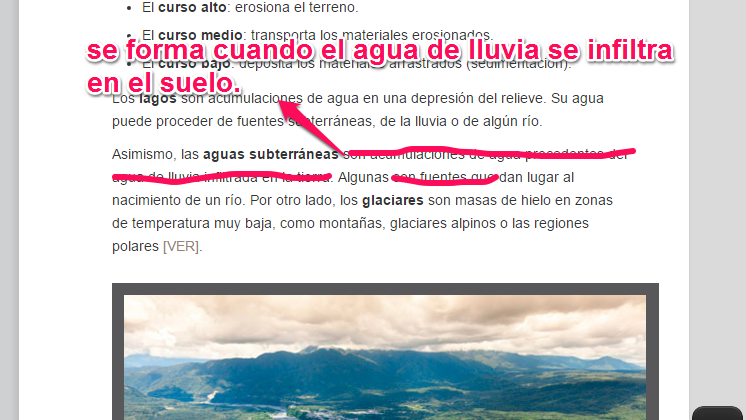 El curso alto: erosiona el terreno.
El curso medio: transporta los materiales erosionados.
se forma cuando el agua de lluvia se infiltra
El curso bajo: deposita los materiales arrastrados (sedimentación).
en el suelo.
Los lagos son acumulaciones de agua en una depresión del relieve. Su agua
puede proceder de fuentes subterráneas, de la lluvia o de algún río.
Asimismo, las aguas subterráneas son acumulaciones de agua procedentes del
agua de lluvia infiltrada en la tierra. Algunas son fuentes que dan lugar al
nacimiento de un río. Por otro lado, los glaciares son masas de hielo en zonas
de temperatura muy baja, como montañas, glaciares alpinos o las regiones
polares [VER].